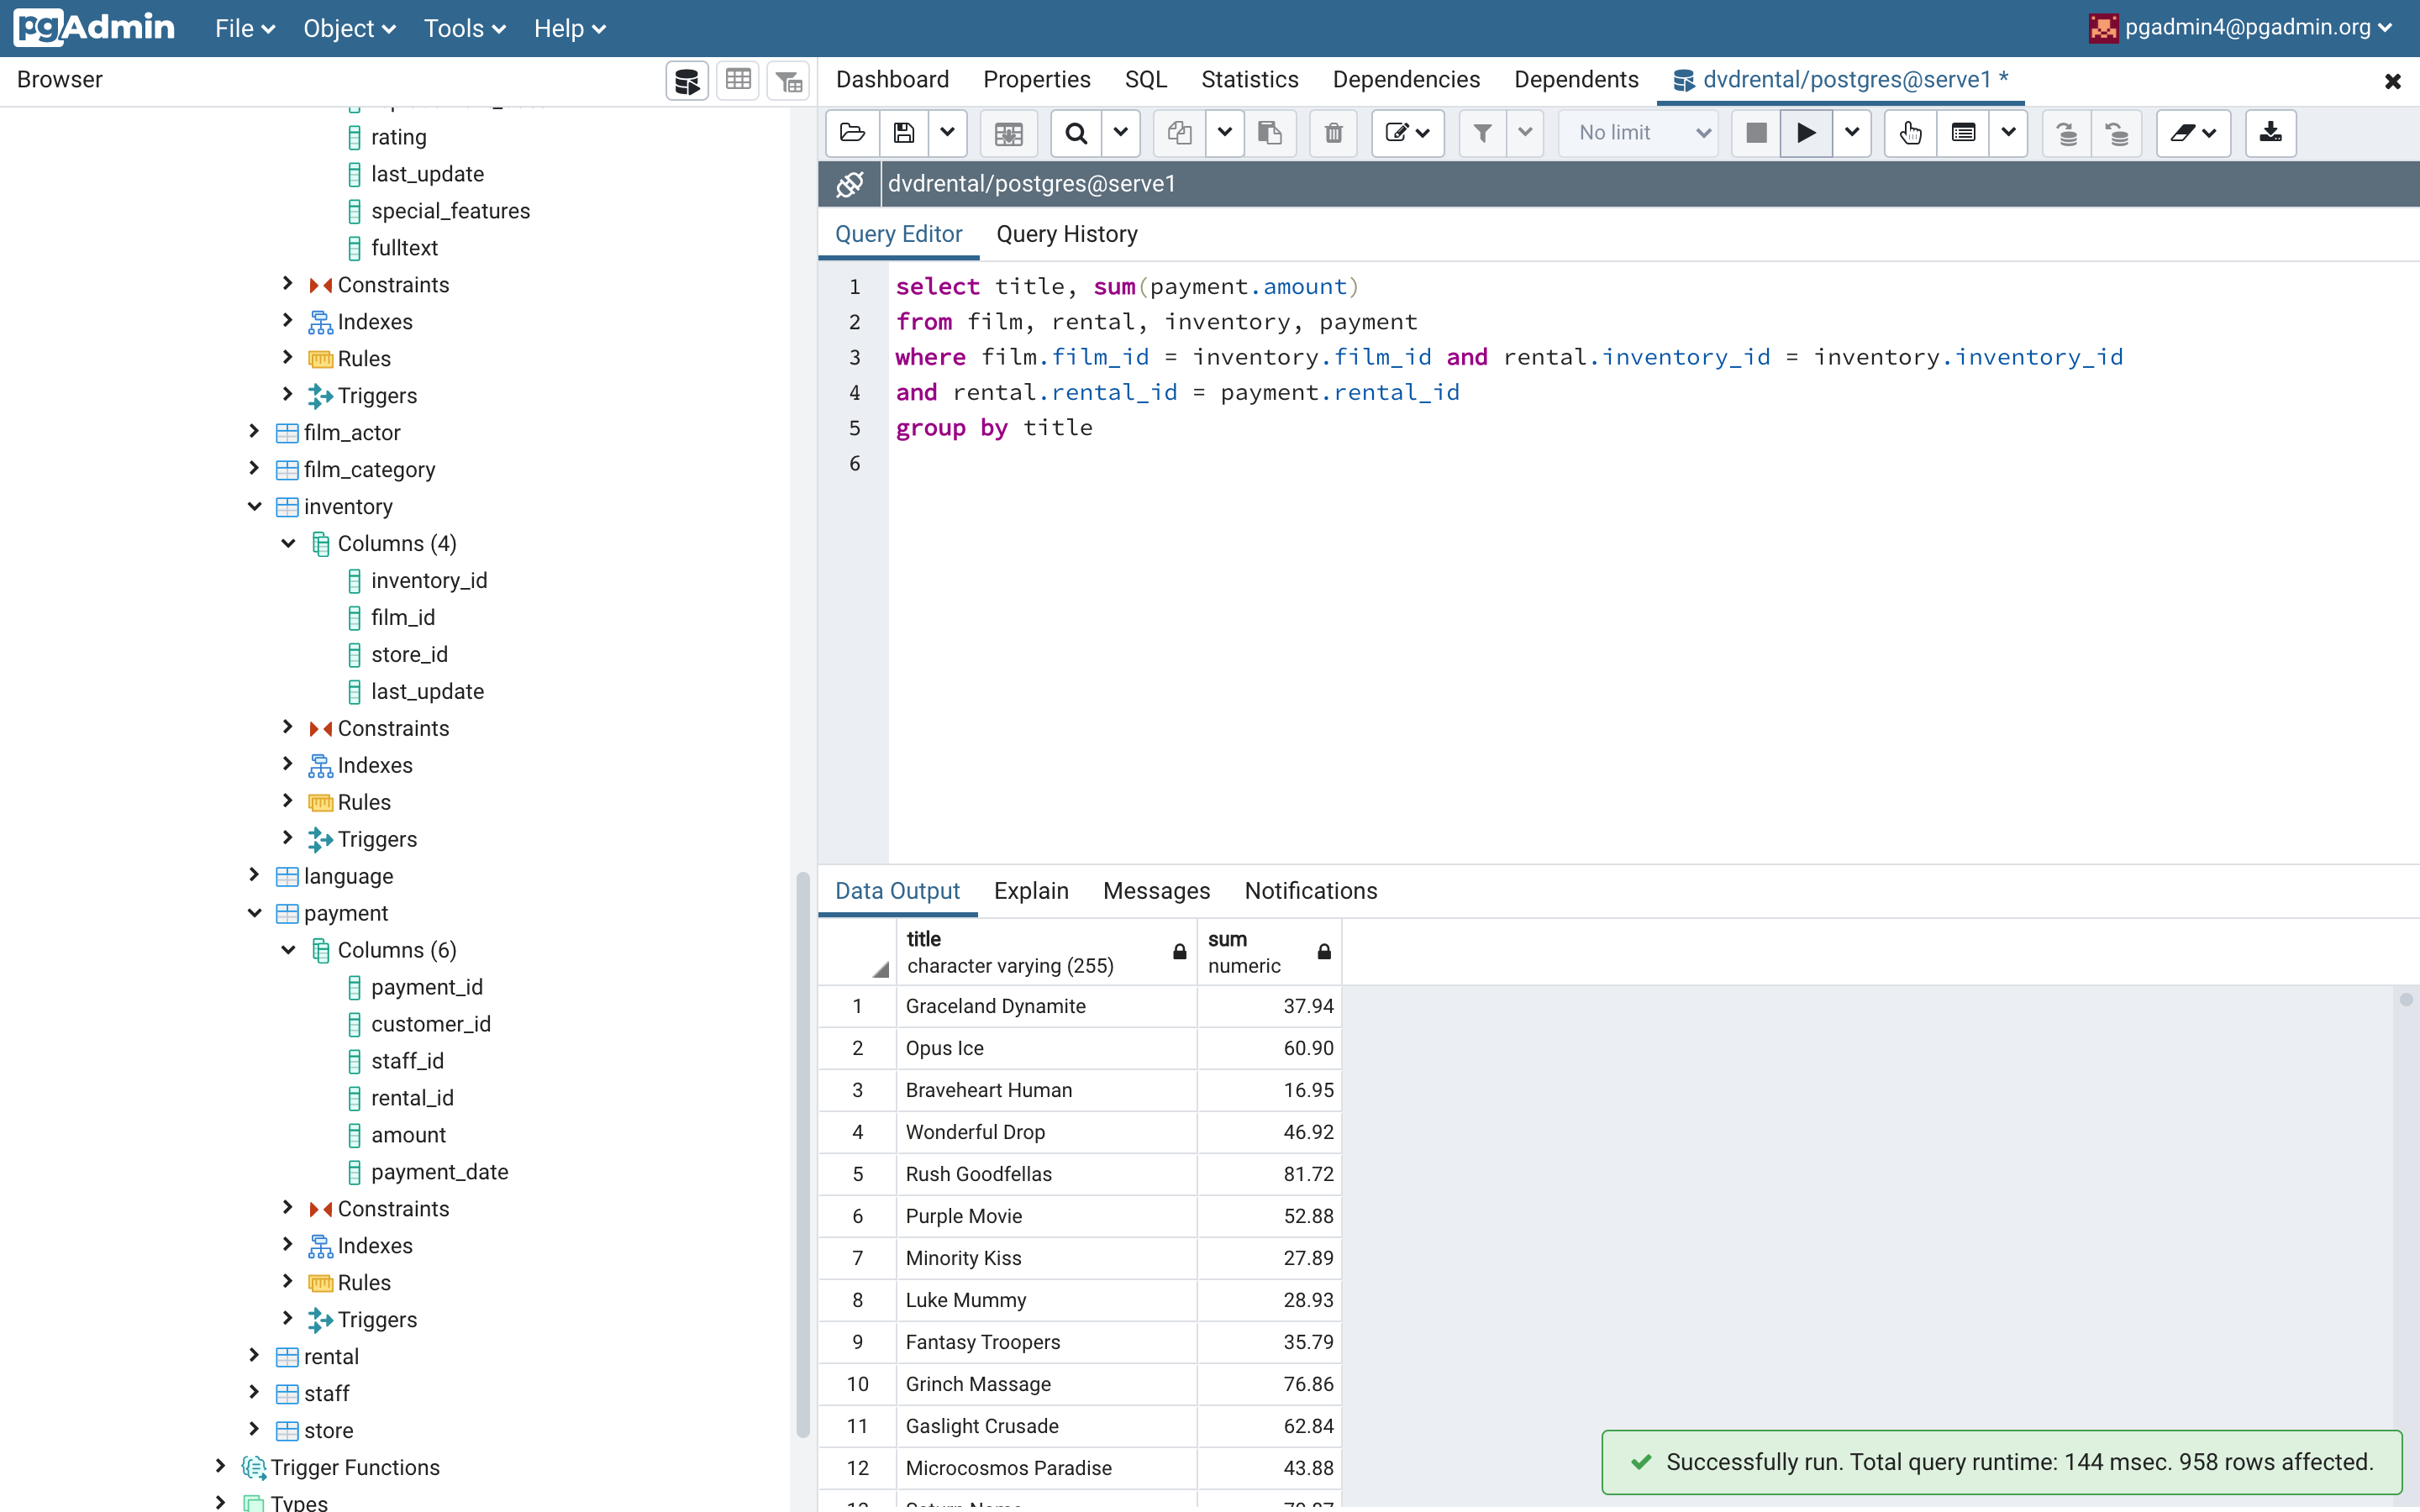 pgAdmin File Object Tools Help pgadmin4@pgadmin.org
Browser
rating
last_update
special_features
fulltext
Constraints
Indexes
Rules
Triggers
film_actor
film_category
inventory
Columns (4)
inventory_id
film_id
store_id
last_update
Constraints
Indexes
Rules
Triggers
language
payment
Columns (6)
payment_id
customer_id
staff_id
rental_id
amount
payment_date
Constraints
Indexes
Rules
Triggers
rental
staff
store
Trigger Functions
Types
Dashboard Properties SQL Statistics Dependencies Dependents dvdrental/postgres@serve1 *
No limit
dvdrental/postgres@serve1
Query Editor Query History
1 select title, sum(payment.amount)
2 from film, rental, inventory, payment
3 where film.film_id = inventory.film_id and rental.inventory_id = inventory.inventory_id
4 and rental.rental_id = payment.rental_id
5 group by title
6
Data Output Explain Messages Notifications
title sum
character varying (255) numeric
1 Graceland Dynamite 37.94
2 Opus Ice 60.90
3 Braveheart Human 16.95
4 Wonderful Drop 46.92
5 Rush Goodfellas 81.72
6 Purple Movie 52.88
7 Minority Kiss 27.89
8 Luke Mummy 28.93
9 Fantasy Troopers 35.79
10 Grinch Massage 76.86
11 Gaslight Crusade 62.84
12 Microcosmos Paradise 43.88
Successfully run. Total query runtime: 144 msec. 958 rows affected.